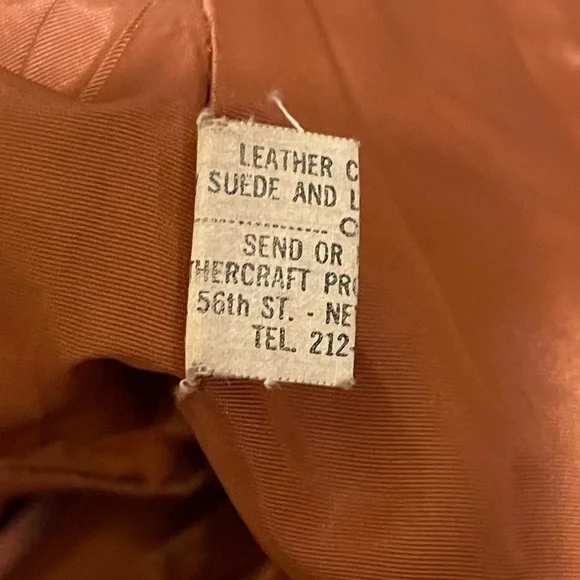 LEATHER C
SUEDE AND L
C
SEND OR
THERCRAFT PRO
56th ST. - NE
TEL. 212-